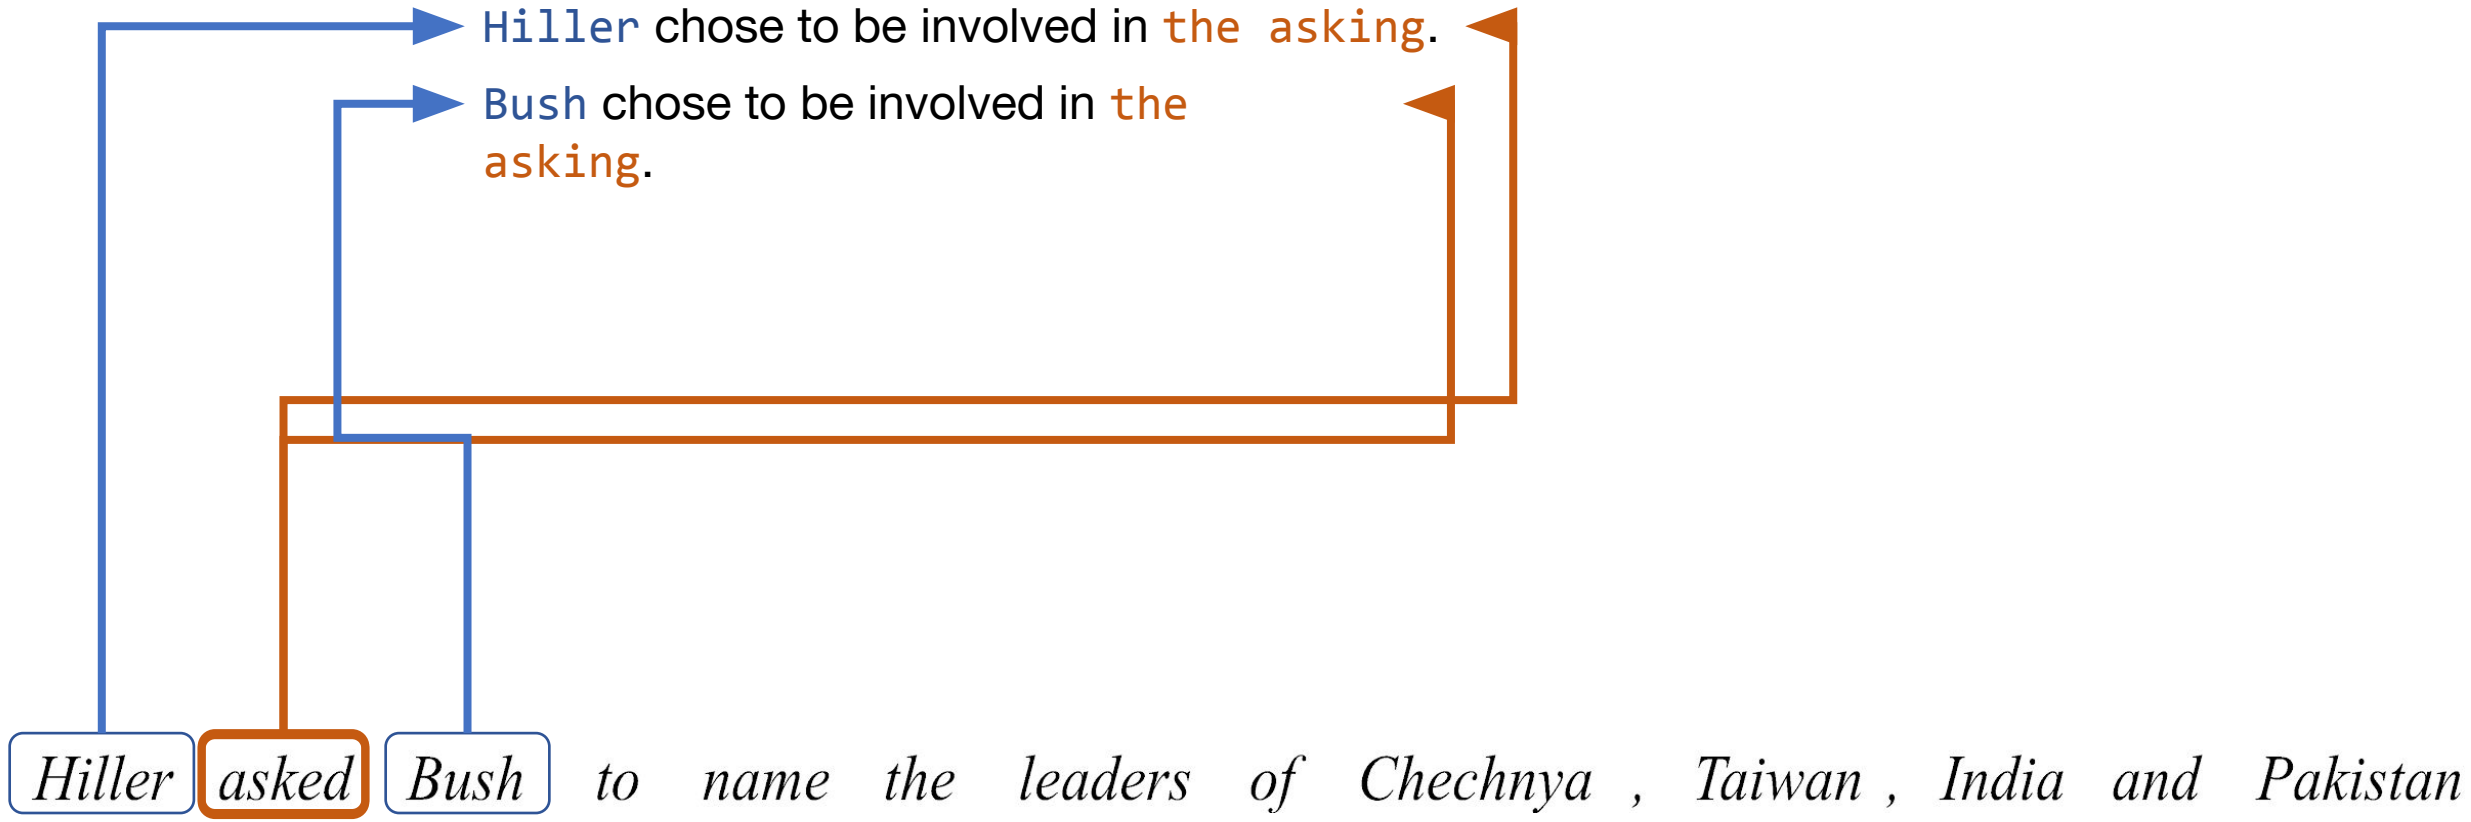 Hiller chose to be involved in the asking.
Bush chose to be involved in the
asking.
Hiller asked Bush to name the leaders of Chechnya , Taiwan , India and Pakistan